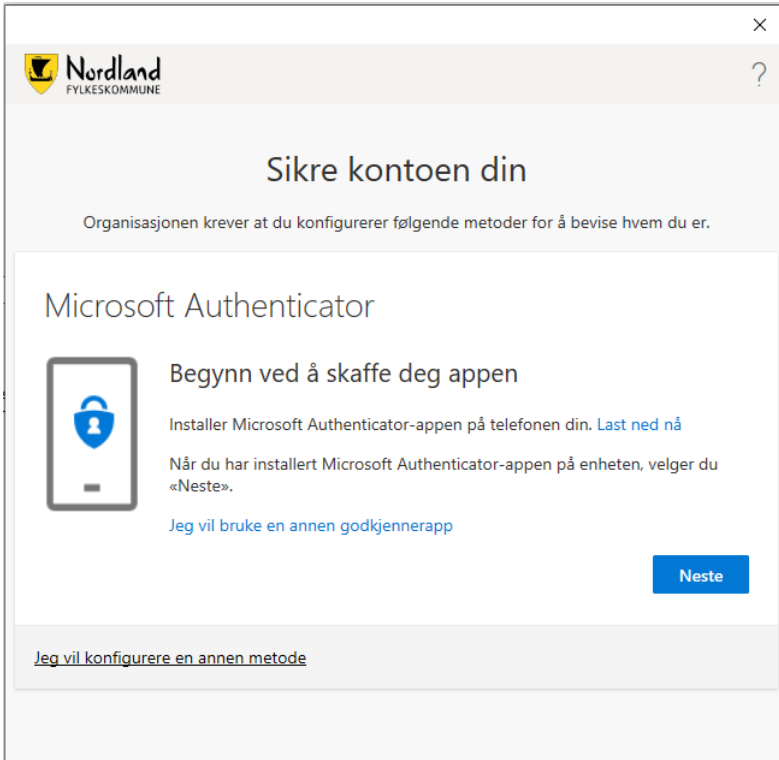 Nordland
FYLKESKOMMUNE
?
Sikre kontoen din
Organisasjonen krever at du konfigurerer følgende metoder for å bevise hvem du er.
Microsoft Authenticator
Begynn ved å skaffe deg appen
Installer Microsoft Authenticator-appen på telefonen din. Last ned nå
Når du har installert Microsoft Authenticator-appen på enheten, velger du
«Neste».
Jeg vil bruke en annen godkjennerapp
Neste
Jeg vil konfigurere en annen metode